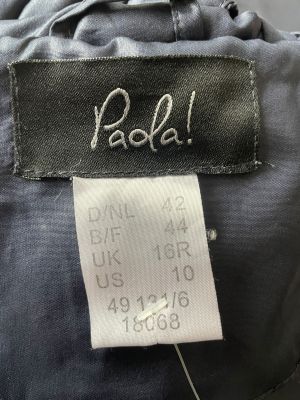 Paola!
D/NL 42
B/F 44
UK 16R
US 10
49 131/6
18068